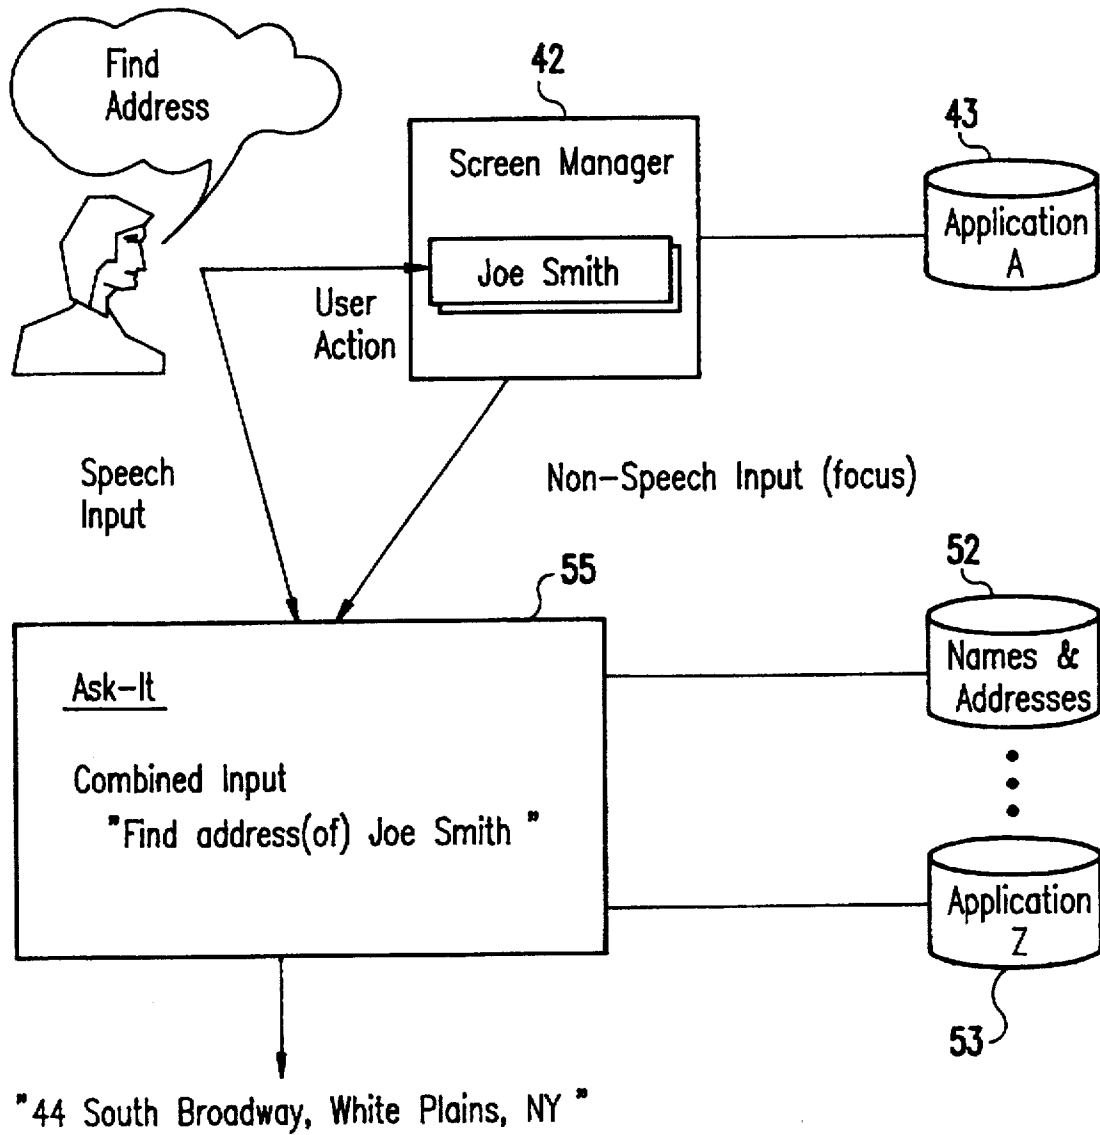 Find
Address
42
Screen Manager
43
Application
A
Joe Smith
User
Action
Speech
Input
Non-Speech Input (focus)
55
52
Ask-It
Names &
Addresses
Combined Input
"Find address(of) Joe Smith "
Application
Z
53
"44 South Broadway, White Plains, NY "